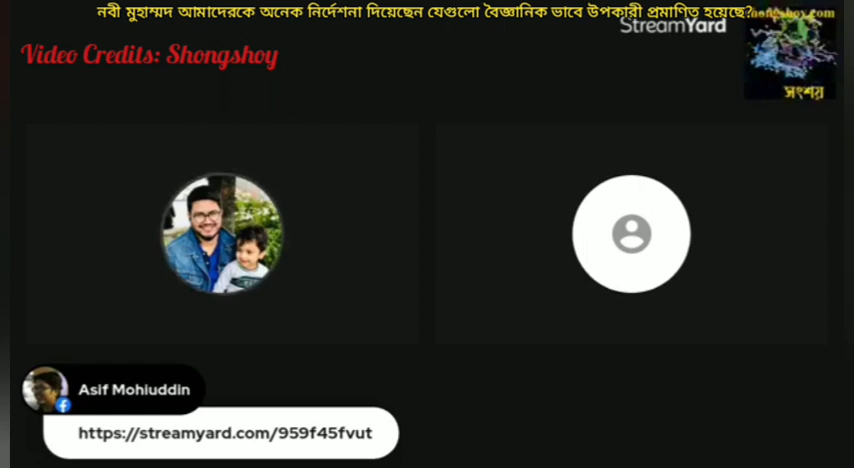 নবী মুহাম্মদ আমাদেরকে অনেক নির্দেশনা দিয়েছেন যেগুলো বৈজ্ঞানিক ভাবে উপকারী প্রমাণিত হয়েছে?
StreamYard
Video Credits: Shongshoy
সংশয়
Asif Mohiuddin
https://streamyard.com/959f45fvut